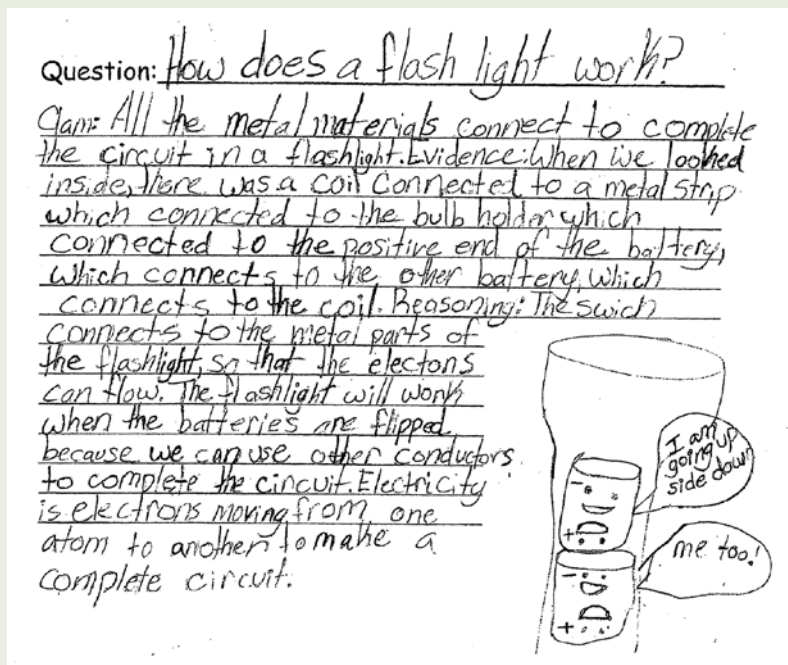 Question: How does a flash light work?
Clam: All the metal materials connect to complete
the circuit in a flashlight. Evidence: When we looked
inside, there was a coil connected to a metal strip
which connected to the bulb holder which
connected to the positive end of the battery,
which connects to the other battery, which
connects to the coil. Reasoning: The swich
connects to the metal parts of
the flashlight, so that the electons
can flow. The flashlight will work
when the batteries are flipped
because we can use other conductors
to complete the circuit. Electricity
is electrons moving from one
atom to another to make a
complete circuit.
I am
going up
side down
-
+
me too!
-
+